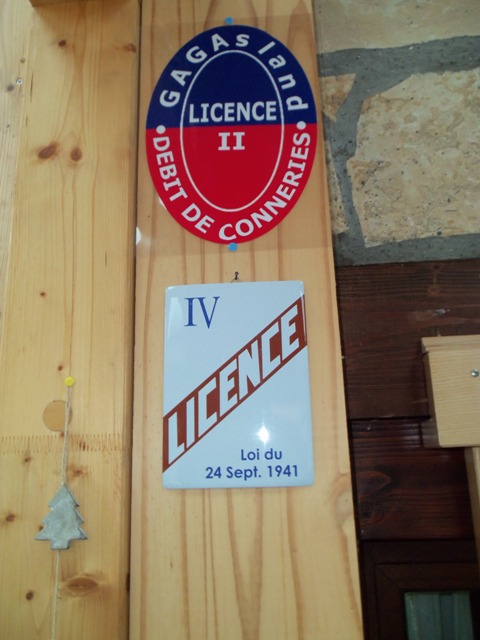 GAGAsland
LICENCE
II
DEBIT DE CONNERIES
IV
LICENCE
Loi du
24 Sept. 1941